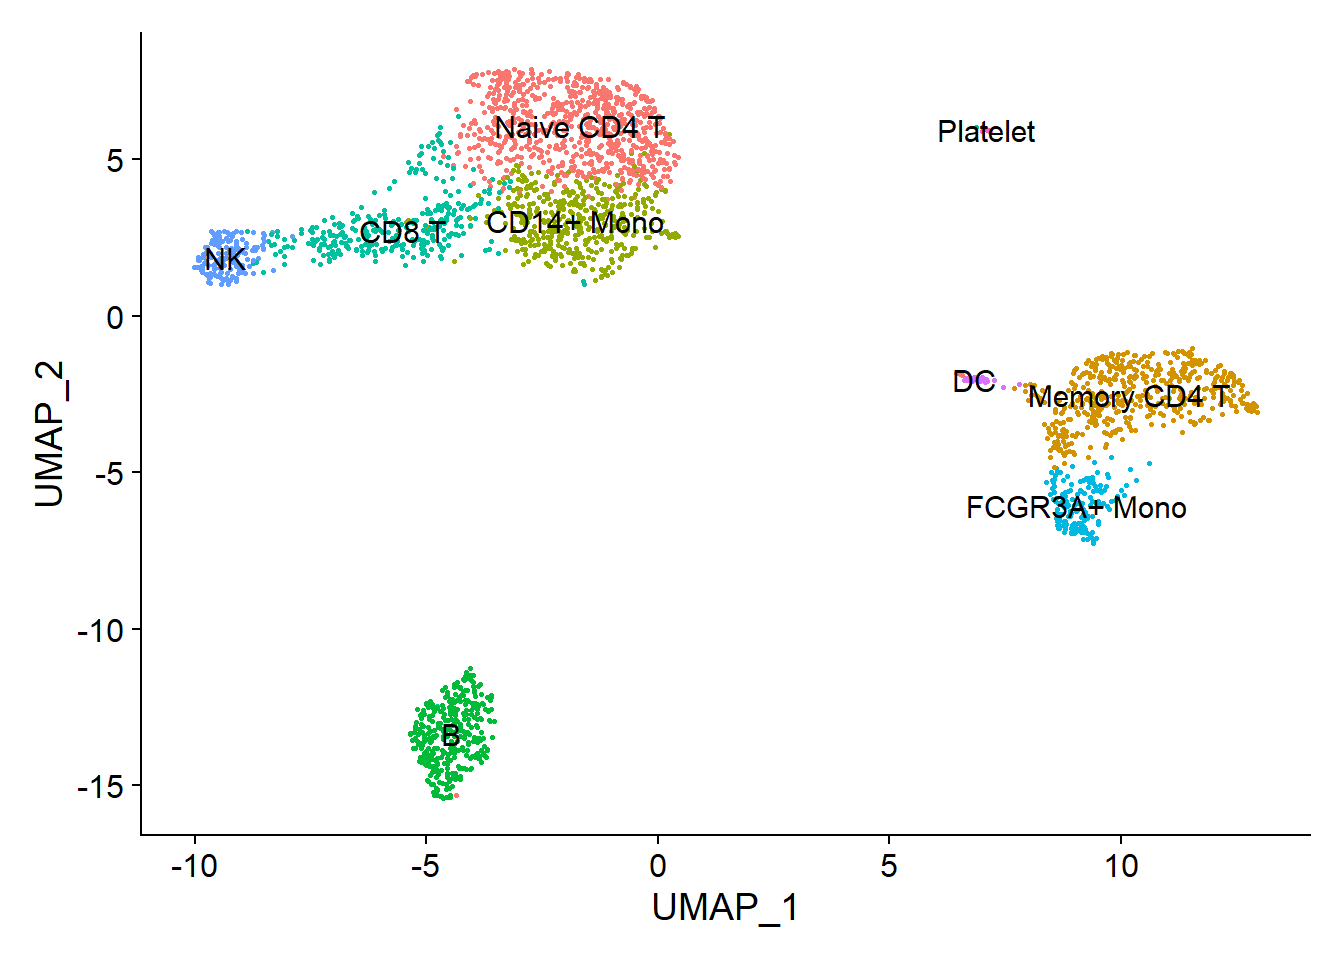 Naive CD4 T
Platelet
CD14+ Mono
CD8 T
NK
DC
Memory CD4 T
FCGR3A+ Mono
B
UMAP_2
5
0
-5
-10
-15
-10
-5
0
5
10
UMAP_1